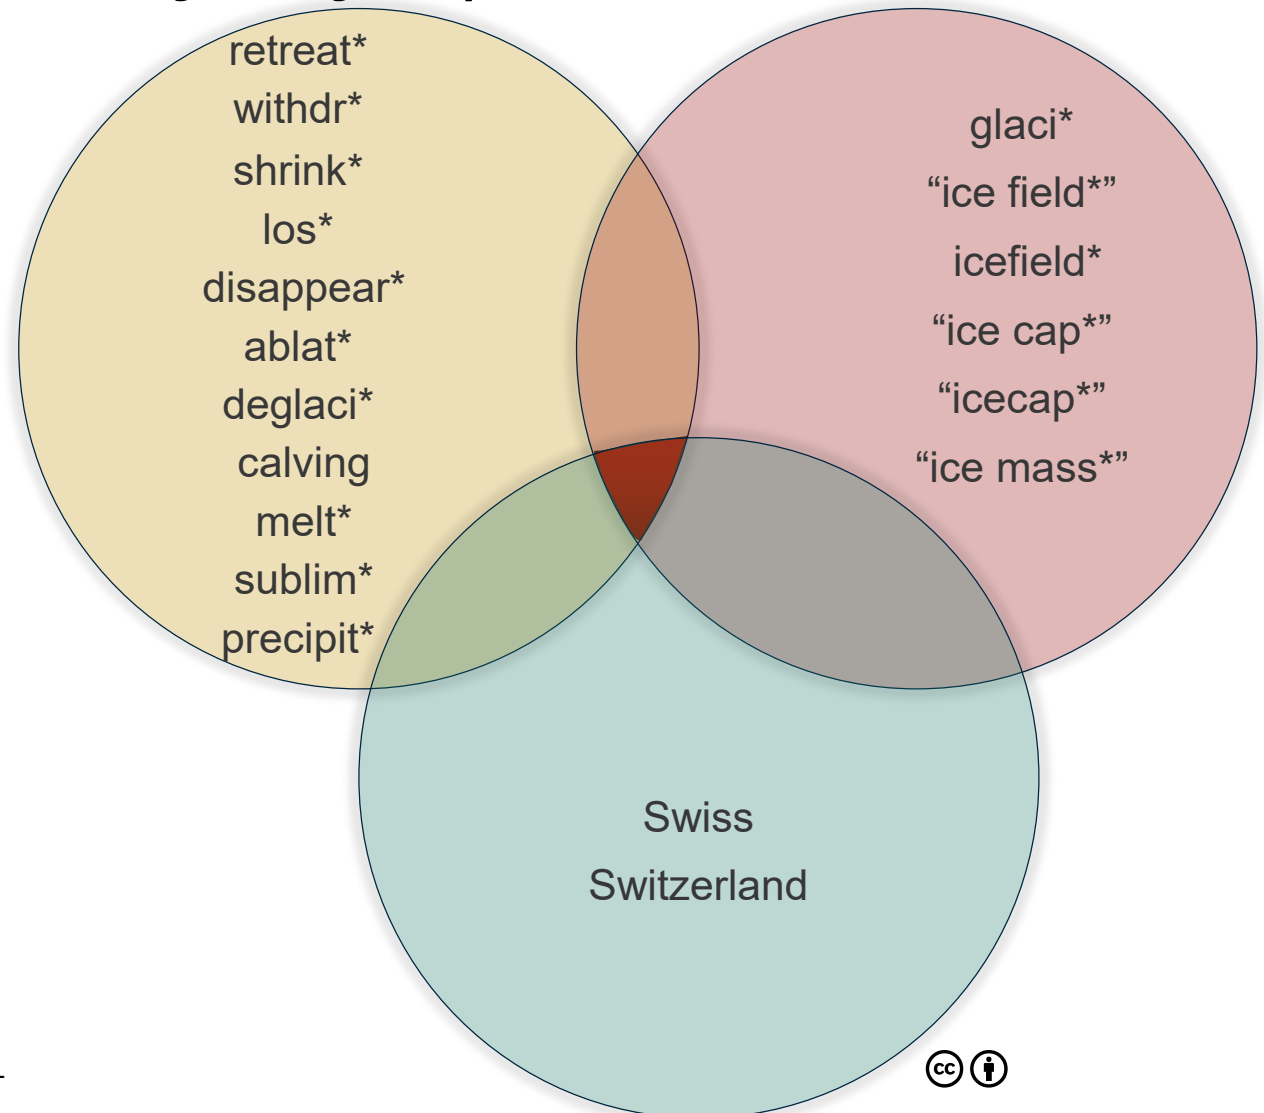 retreat*
withdr*
shrink*
los*
disappear*
ablat*
deglaci*
calving
melt*
sublim*
precipit*
glaci*
“ice field*”
icefield*
“ice cap*”
“icecap*”
“ice mass*”
Swiss
Switzerland
cc